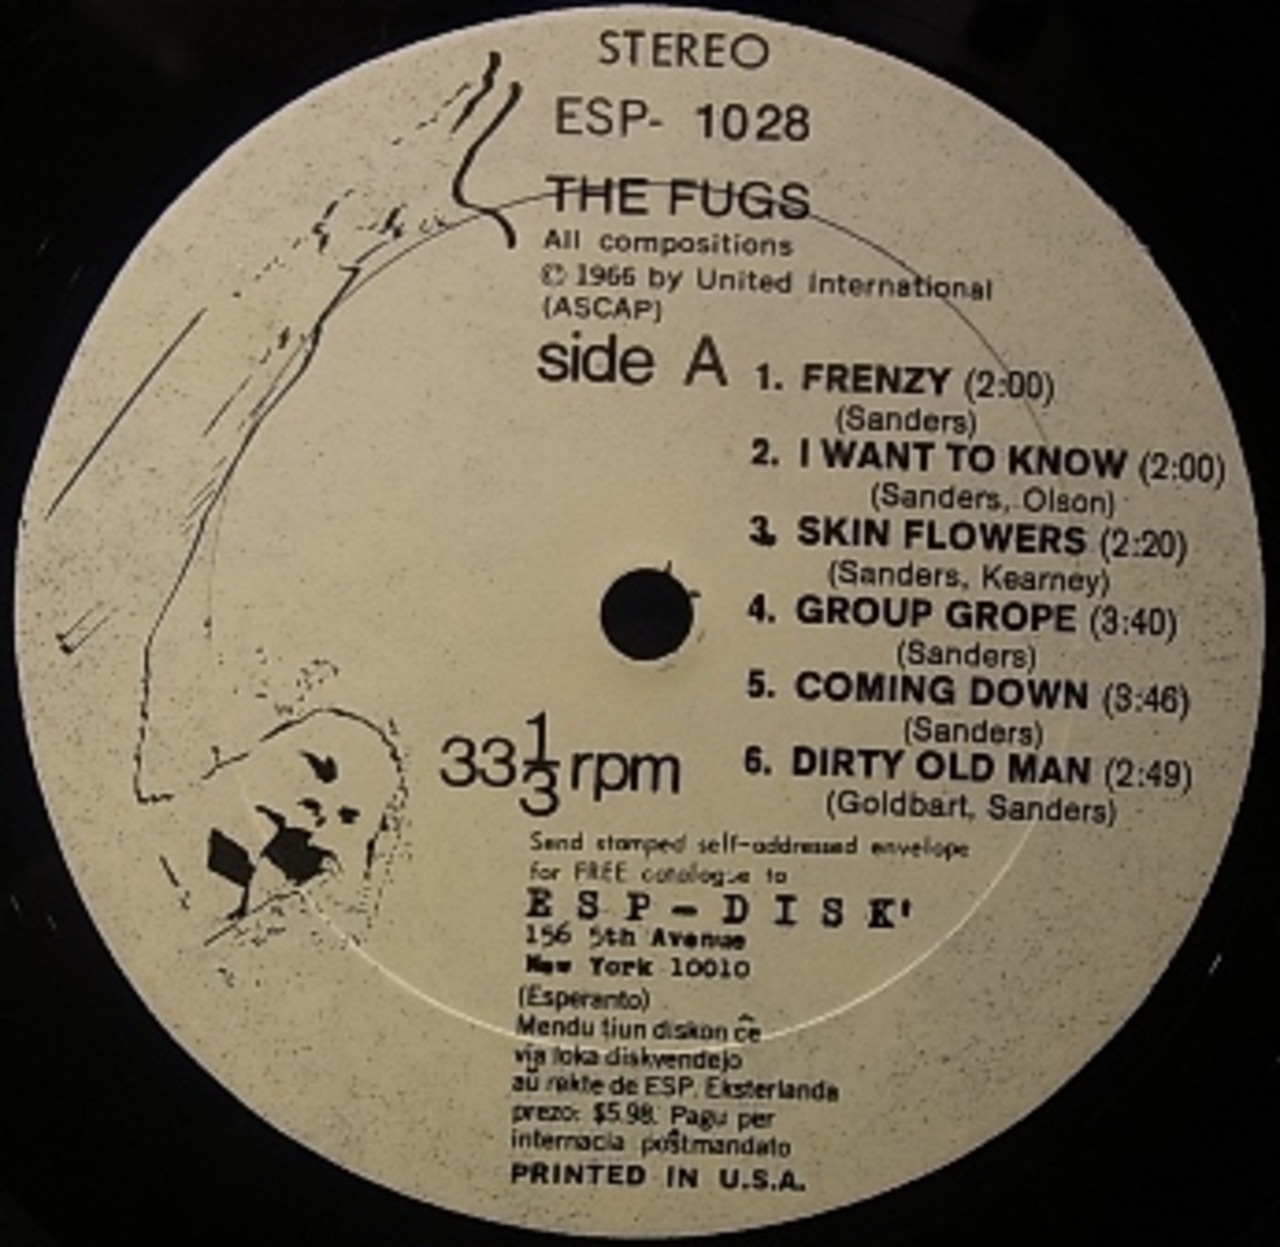 STEREO
ESP- 1028
THE FUGS
All compositions
© 1966 by United International
(ASCAP)
side A
1. FRENZY (2:00)
(Sanders)
2. I WANT TO KNOW (2:00)
(Sanders, Olson)
3. SKIN FLOWERS (2:20)
(Sanders, Kearney)
4. GROUP GROPE (3:40)
(Sanders)
5. COMING DOWN (3:46)
(Sanders)
6. DIRTY OLD MAN (2:49)
(Goldbart, Sanders)
33 1/3 rpm
Send stamped self-addressed envelope
for FREE catalogue to
ESP-DISK'
156 5th Avenue
New York 10010
(Esperanto)
Mendu tiun diskon ĉe
via loka diskvendejo
aŭ rekte de ESP. Eksterlanda
prezo: $5.98. Pagu per
internacia poŝtmandato
PRINTED IN U.S.A.